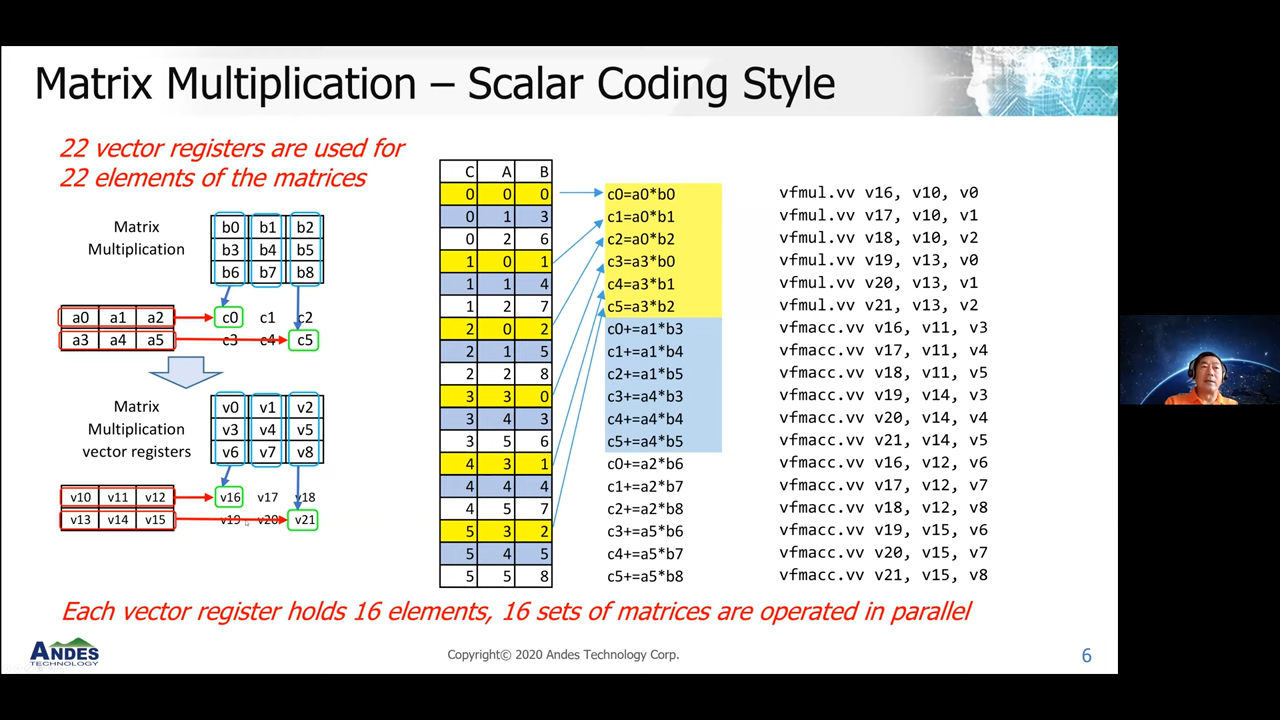 Matrix Multiplication – Scalar Coding Style
22 vector registers are used for
22 elements of the matrices
Matrix
Multiplication
b0 b1 b2
b3 b4 b5
b6 b7 b8
a0 a1 a2 c0 c1 c2
a3 a4 a5 c3 c4 c5
Matrix
Multiplication
vector registers
v0 v1 v2
v3 v4 v5
v6 v7 v8
v10 v11 v12 v16 v17 v18
v13 v14 v15 v19 v20 v21
C A B
0 0 0 c0=a0*b0 vfmul.vv v16, v10, v0
0 1 3 c1=a0*b1 vfmul.vv v17, v10, v1
0 2 6 c2=a0*b2 vfmul.vv v18, v10, v2
1 0 1 c3=a3*b0 vfmul.vv v19, v13, v0
1 1 4 c4=a3*b1 vfmul.vv v20, v13, v1
1 2 7 c5=a3*b2 vfmul.vv v21, v13, v2
2 0 2 c0+=a1*b3 vfmacc.vv v16, v11, v3
2 1 5 c1+=a1*b4 vfmacc.vv v17, v11, v4
2 2 8 c2+=a1*b5 vfmacc.vv v18, v11, v5
3 3 0 c3+=a4*b3 vfmacc.vv v19, v14, v3
3 4 3 c4+=a4*b4 vfmacc.vv v20, v14, v4
3 5 6 c5+=a4*b5 vfmacc.vv v21, v14, v5
4 3 1 c0+=a2*b6 vfmacc.vv v16, v12, v6
4 4 4 c1+=a2*b7 vfmacc.vv v17, v12, v7
4 5 7 c2+=a2*b8 vfmacc.vv v18, v12, v8
5 3 2 c3+=a5*b6 vfmacc.vv v19, v15, v6
5 4 5 c4+=a5*b7 vfmacc.vv v20, v15, v7
5 5 8 c5+=a5*b8 vfmacc.vv v21, v15, v8
Each vector register holds 16 elements, 16 sets of matrices are operated in parallel
ANDES
TECHNOLOGY
Copyright© 2020 Andes Technology Corp.
6